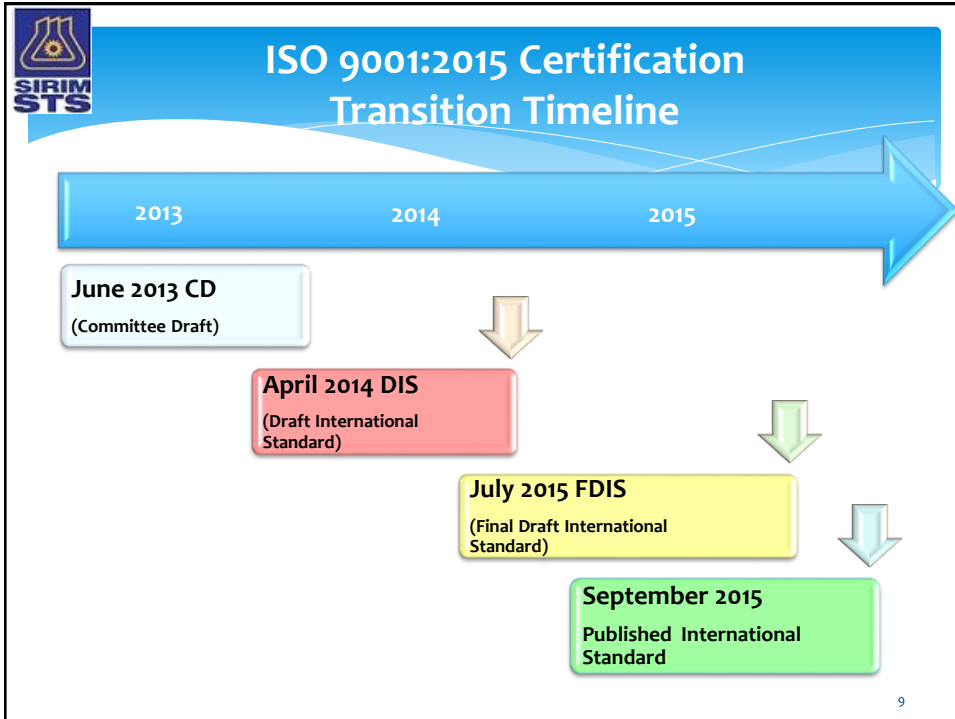 SIRIM
STS
ISO 9001:2015 Certification
Transition Timeline
2013 2014 2015
June 2013 CD
(Committee Draft)
April 2014 DIS
(Draft International
Standard)
July 2015 FDIS
(Final Draft International
Standard)
September 2015
Published International
Standard
9